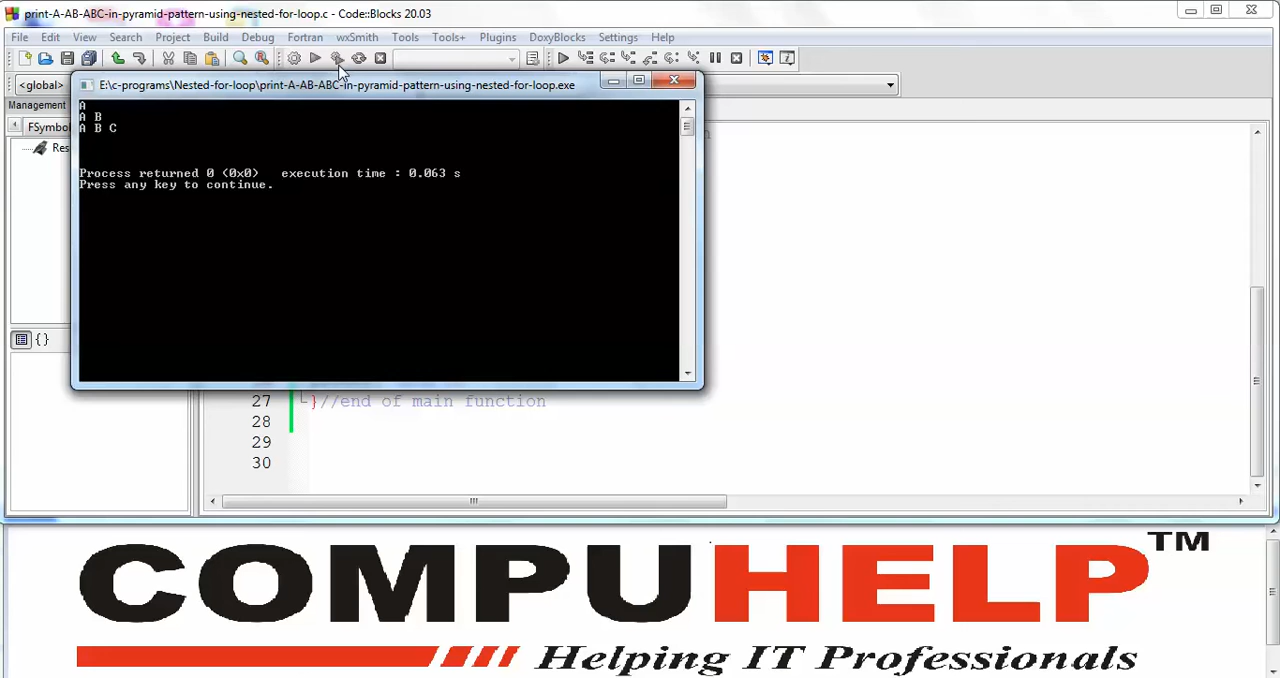 print-A-AB-ABC-in-pyramid-pattern-using-nested-for-loop.c - Code::Blocks 20.03
File Edit View Search Project Build Debug Fortran wxSmith Tools Tools+ Plugins DoxyBlocks Settings Help
<global>
E:\c-programs\Nested-for-loop\print-A-AB-ABC-in-pyramid-pattern-using-nested-for-loop.exe
Management
FSymbo
Res
A
A B
A B C
Process returned 0 (0x0) execution time : 0.063 s
Press any key to continue.
27 }//end of main function
28
29
30
COMPUHELP™
Helping IT Professionals